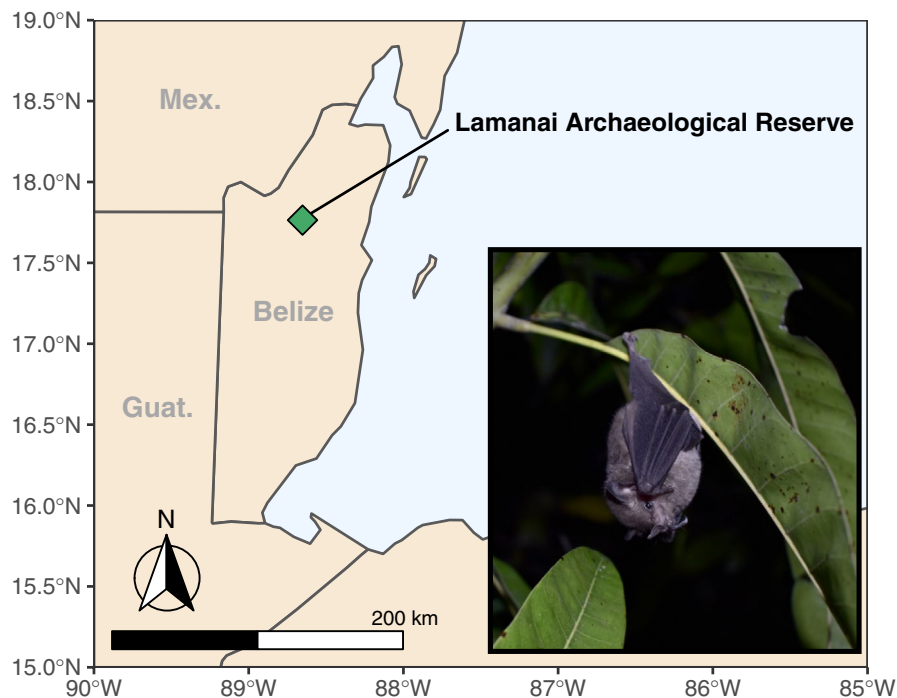 19.0°N
18.5°N
18.0°N
17.5°N
17.0°N
16.5°N
16.0°N
15.5°N
15.0°N
Mex.
Lamanai Archaeological Reserve
Belize
Guat.
N
200 km
90°W 89°W 88°W 87°W 86°W 85°W